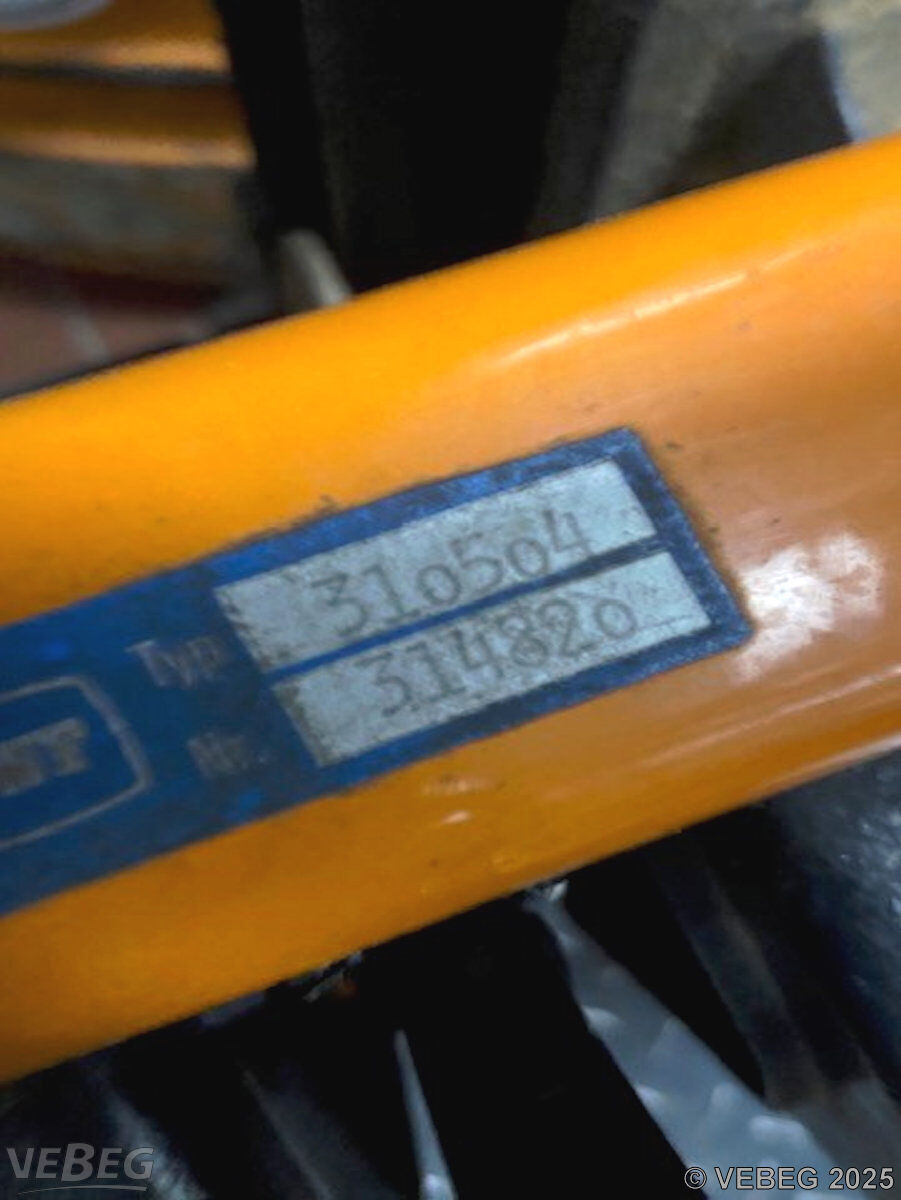 Typ 310504
Nr. 314820
VEBEG
© VEBEG 2025